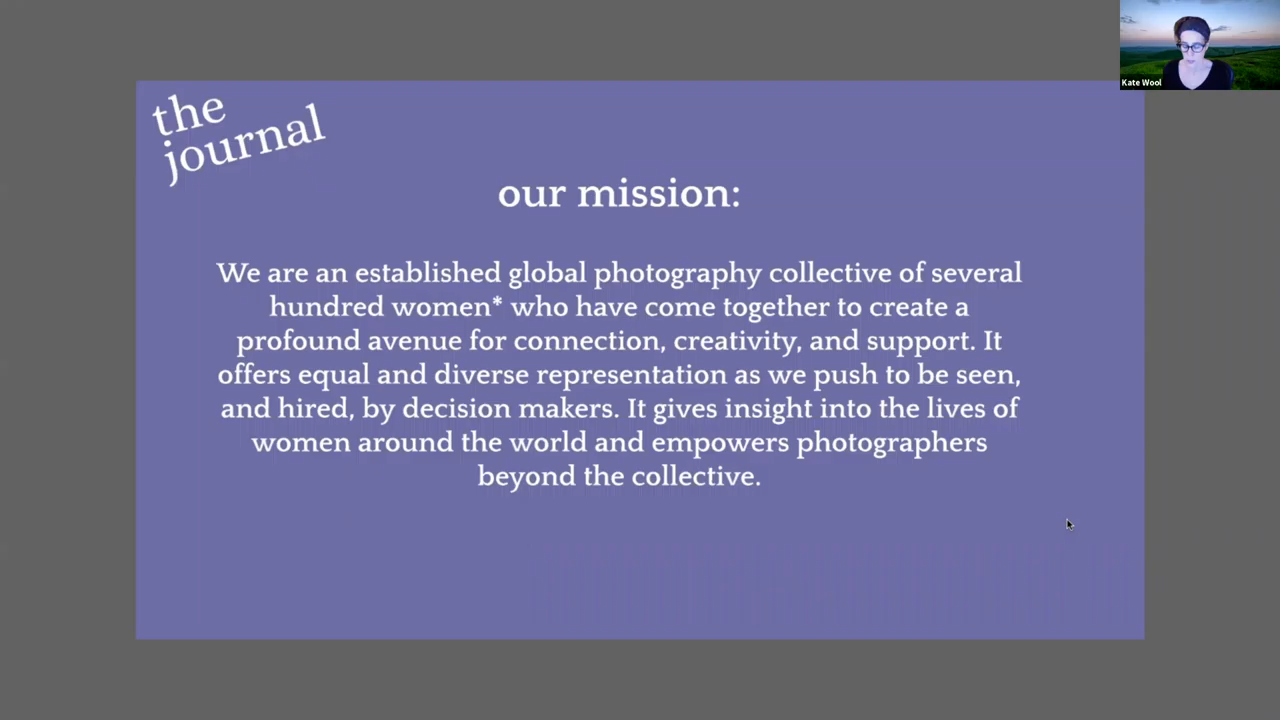 the
journal
Kate Wool
our mission:
We are an established global photography collective of several
hundred women* who have come together to create a
profound avenue for connection, creativity, and support. It
offers equal and diverse representation as we push to be seen,
and hired, by decision makers. It gives insight into the lives of
women around the world and empowers photographers
beyond the collective.